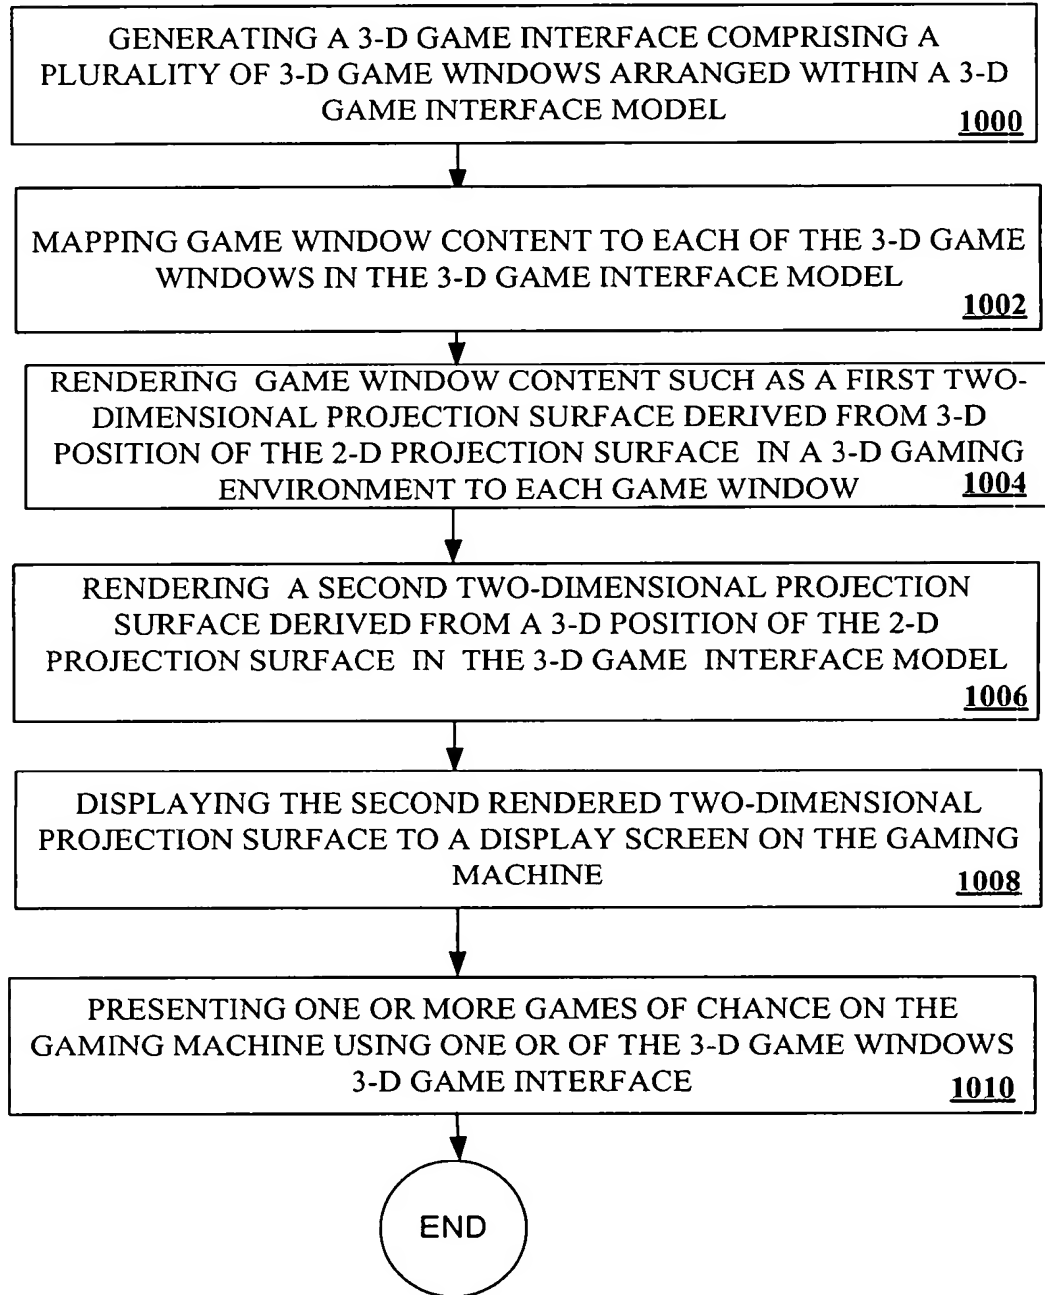 GENERATING A 3-D GAME INTERFACE COMPRISING A
PLURALITY OF 3-D GAME WINDOWS ARRANGED WITHIN A 3-D
GAME INTERFACE MODEL
1000
MAPPING GAME WINDOW CONTENT TO EACH OF THE 3-D GAME
WINDOWS IN THE 3-D GAME INTERFACE MODEL
1002
RENDERING GAME WINDOW CONTENT SUCH AS A FIRST TWO-
DIMENSIONAL PROJECTION SURFACE DERIVED FROM 3-D
POSITION OF THE 2-D PROJECTION SURFACE IN A 3-D GAMING
ENVIRONMENT TO EACH GAME WINDOW
1004
RENDERING A SECOND TWO-DIMENSIONAL PROJECTION
SURFACE DERIVED FROM A 3-D POSITION OF THE 2-D
PROJECTION SURFACE IN THE 3-D GAME INTERFACE MODEL
1006
DISPLAYING THE SECOND RENDERED TWO-DIMENSIONAL
PROJECTION SURFACE TO A DISPLAY SCREEN ON THE GAMING
MACHINE
1008
PRESENTING ONE OR MORE GAMES OF CHANCE ON THE
GAMING MACHINE USING ONE OR OF THE 3-D GAME WINDOWS
3-D GAME INTERFACE
1010
END